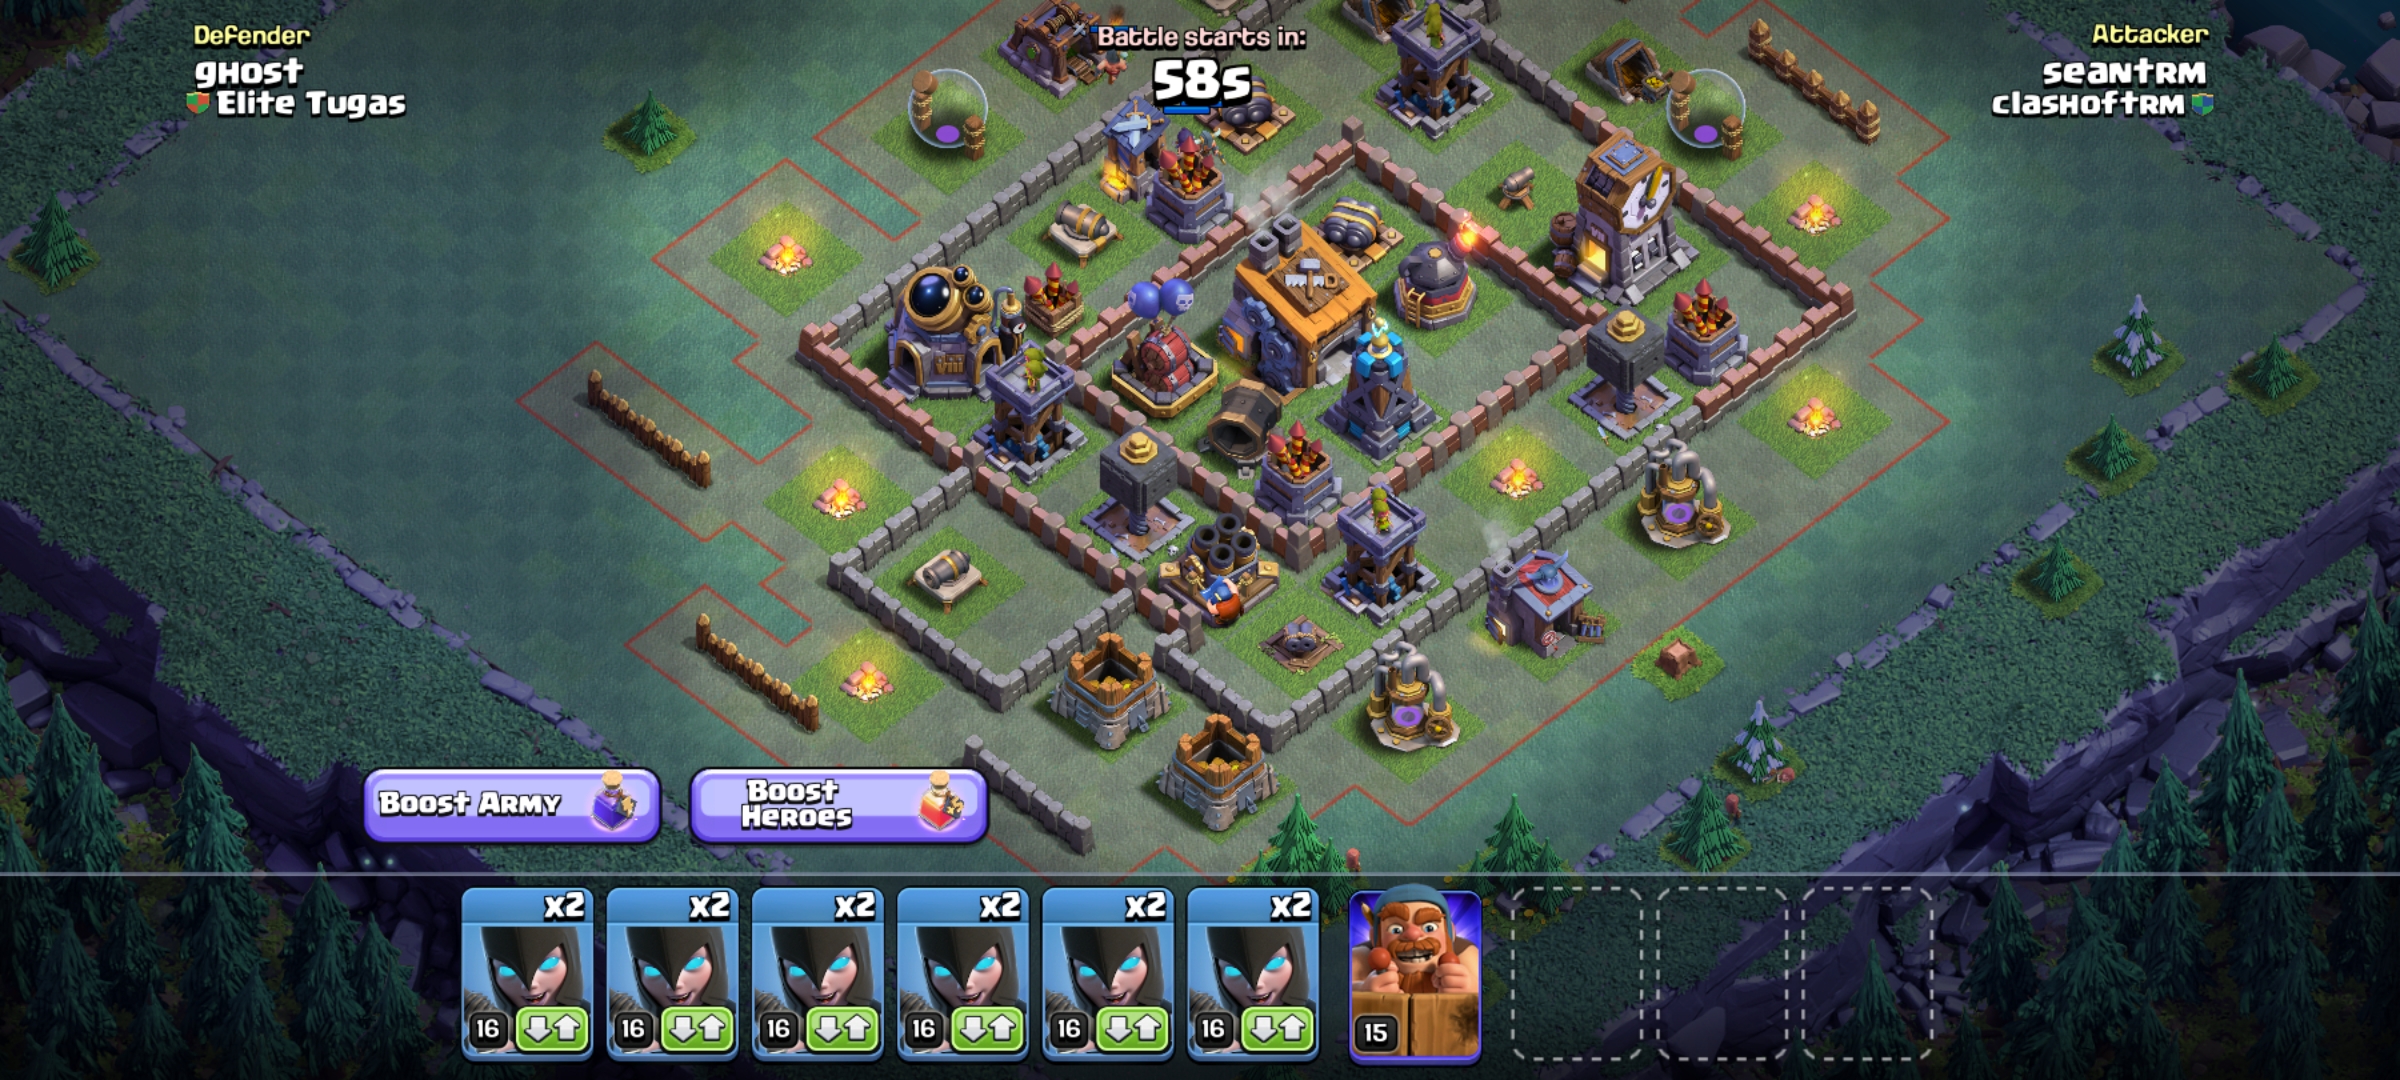 Defender
gHOSt
Elite Tugas
Battle starts in:
58s
Attacker
seantRM
clashoftRM
VIII
Boost Army
Boost
Heroes
x2
x2
x2
x2
x2
x2
16
16
16
16
16
16
15